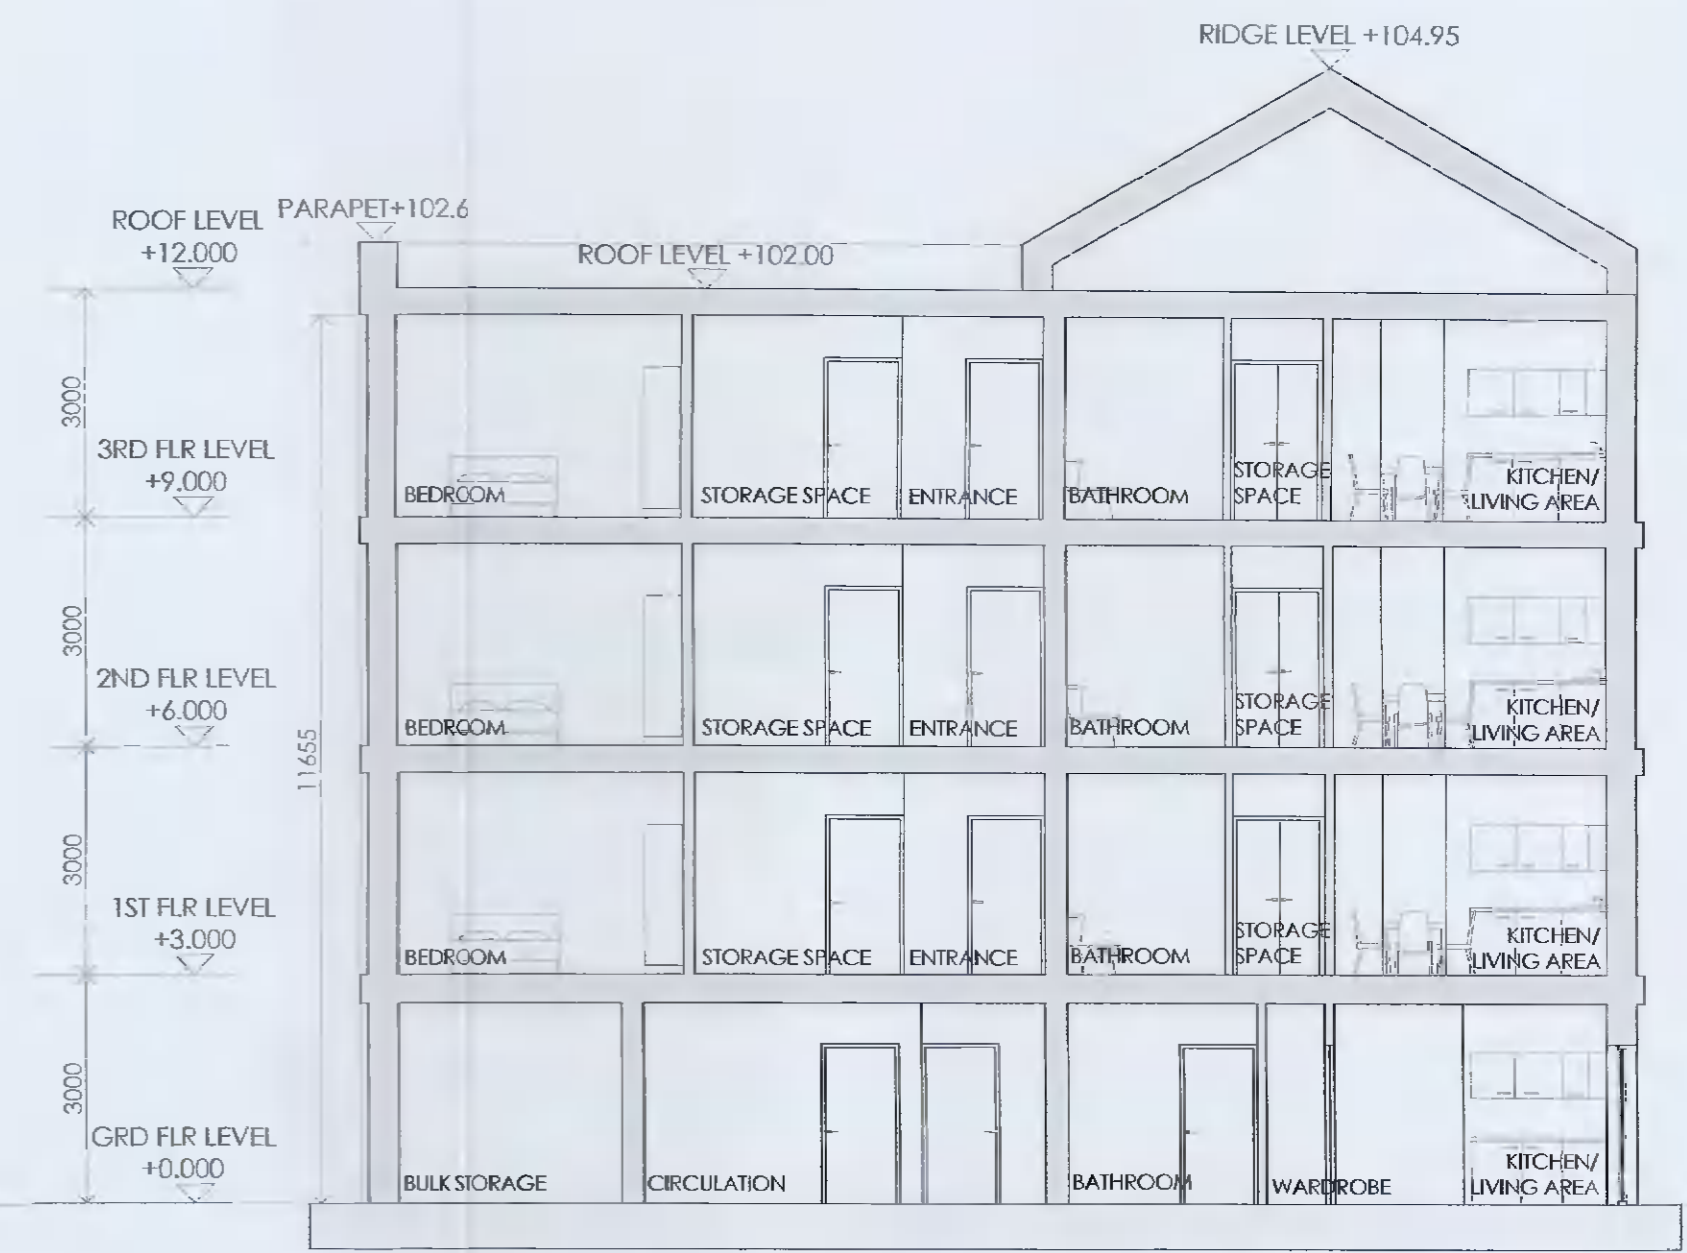 RIDGE LEVEL +104.95
PARAPET+102.6
ROOF LEVEL
+12.000
ROOF LEVEL +102.00
3000
3RD FLR LEVEL
+9.000
BEDROOM
STORAGE SPACE
ENTRANCE
BATHROOM
STORAGE
SPACE
KITCHEN/
LIVING AREA
3000
2ND FLR LEVEL
+6.000
11655
BEDROOM
STORAGE SPACE
ENTRANCE
BATHROOM
STORAGE
SPACE
KITCHEN/
LIVING AREA
3000
1ST FLR LEVEL
+3.000
BEDROOM
STORAGE SPACE
ENTRANCE
BATHROOM
STORAGE
SPACE
KITCHEN/
LIVING AREA
3000
GRD FLR LEVEL
+0.000
BULK STORAGE
CIRCULATION
BATHROOM
WARDROBE
KITCHEN/
LIVING AREA